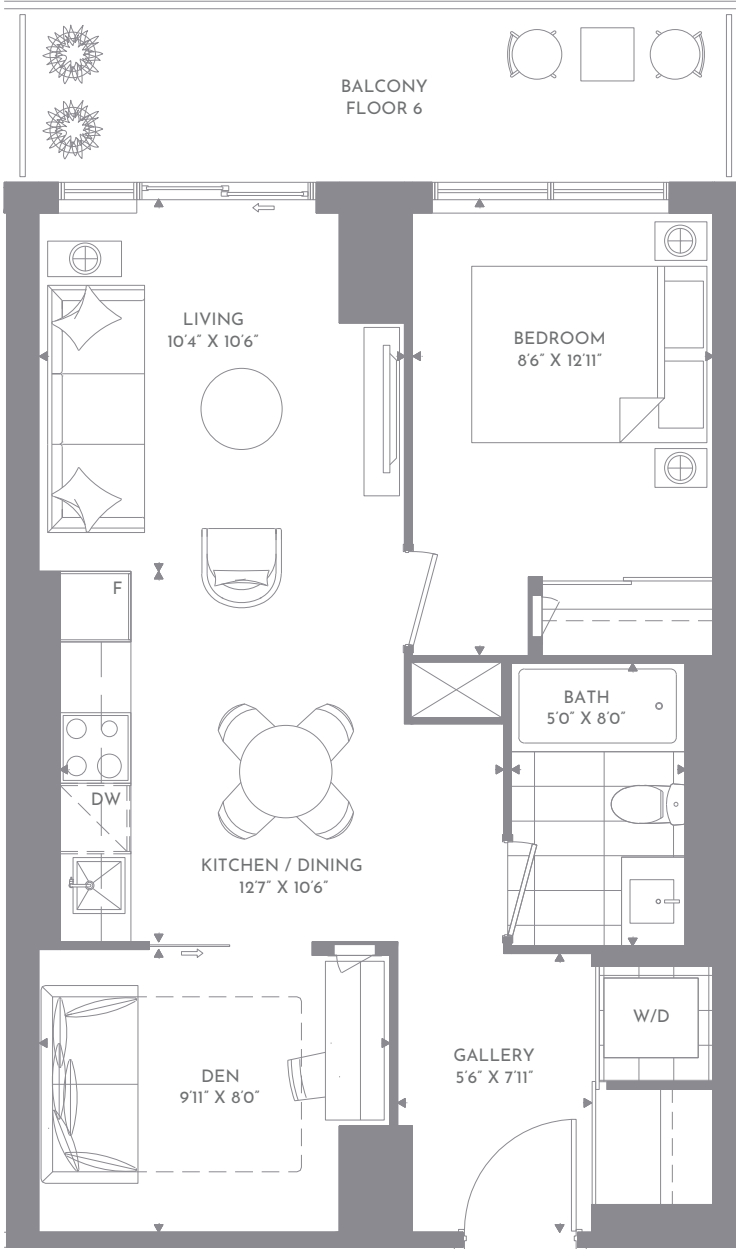 BALCONY
FLOOR 6
LIVING
10'4" X 10'6"
BEDROOM
8'6" X 12'11"
F
BATH
5'0" X 8'0"
DW
KITCHEN / DINING
12'7" X 10'6"
W/D
GALLERY
5'6" X 7'11"
DEN
9'11" X 8'0"